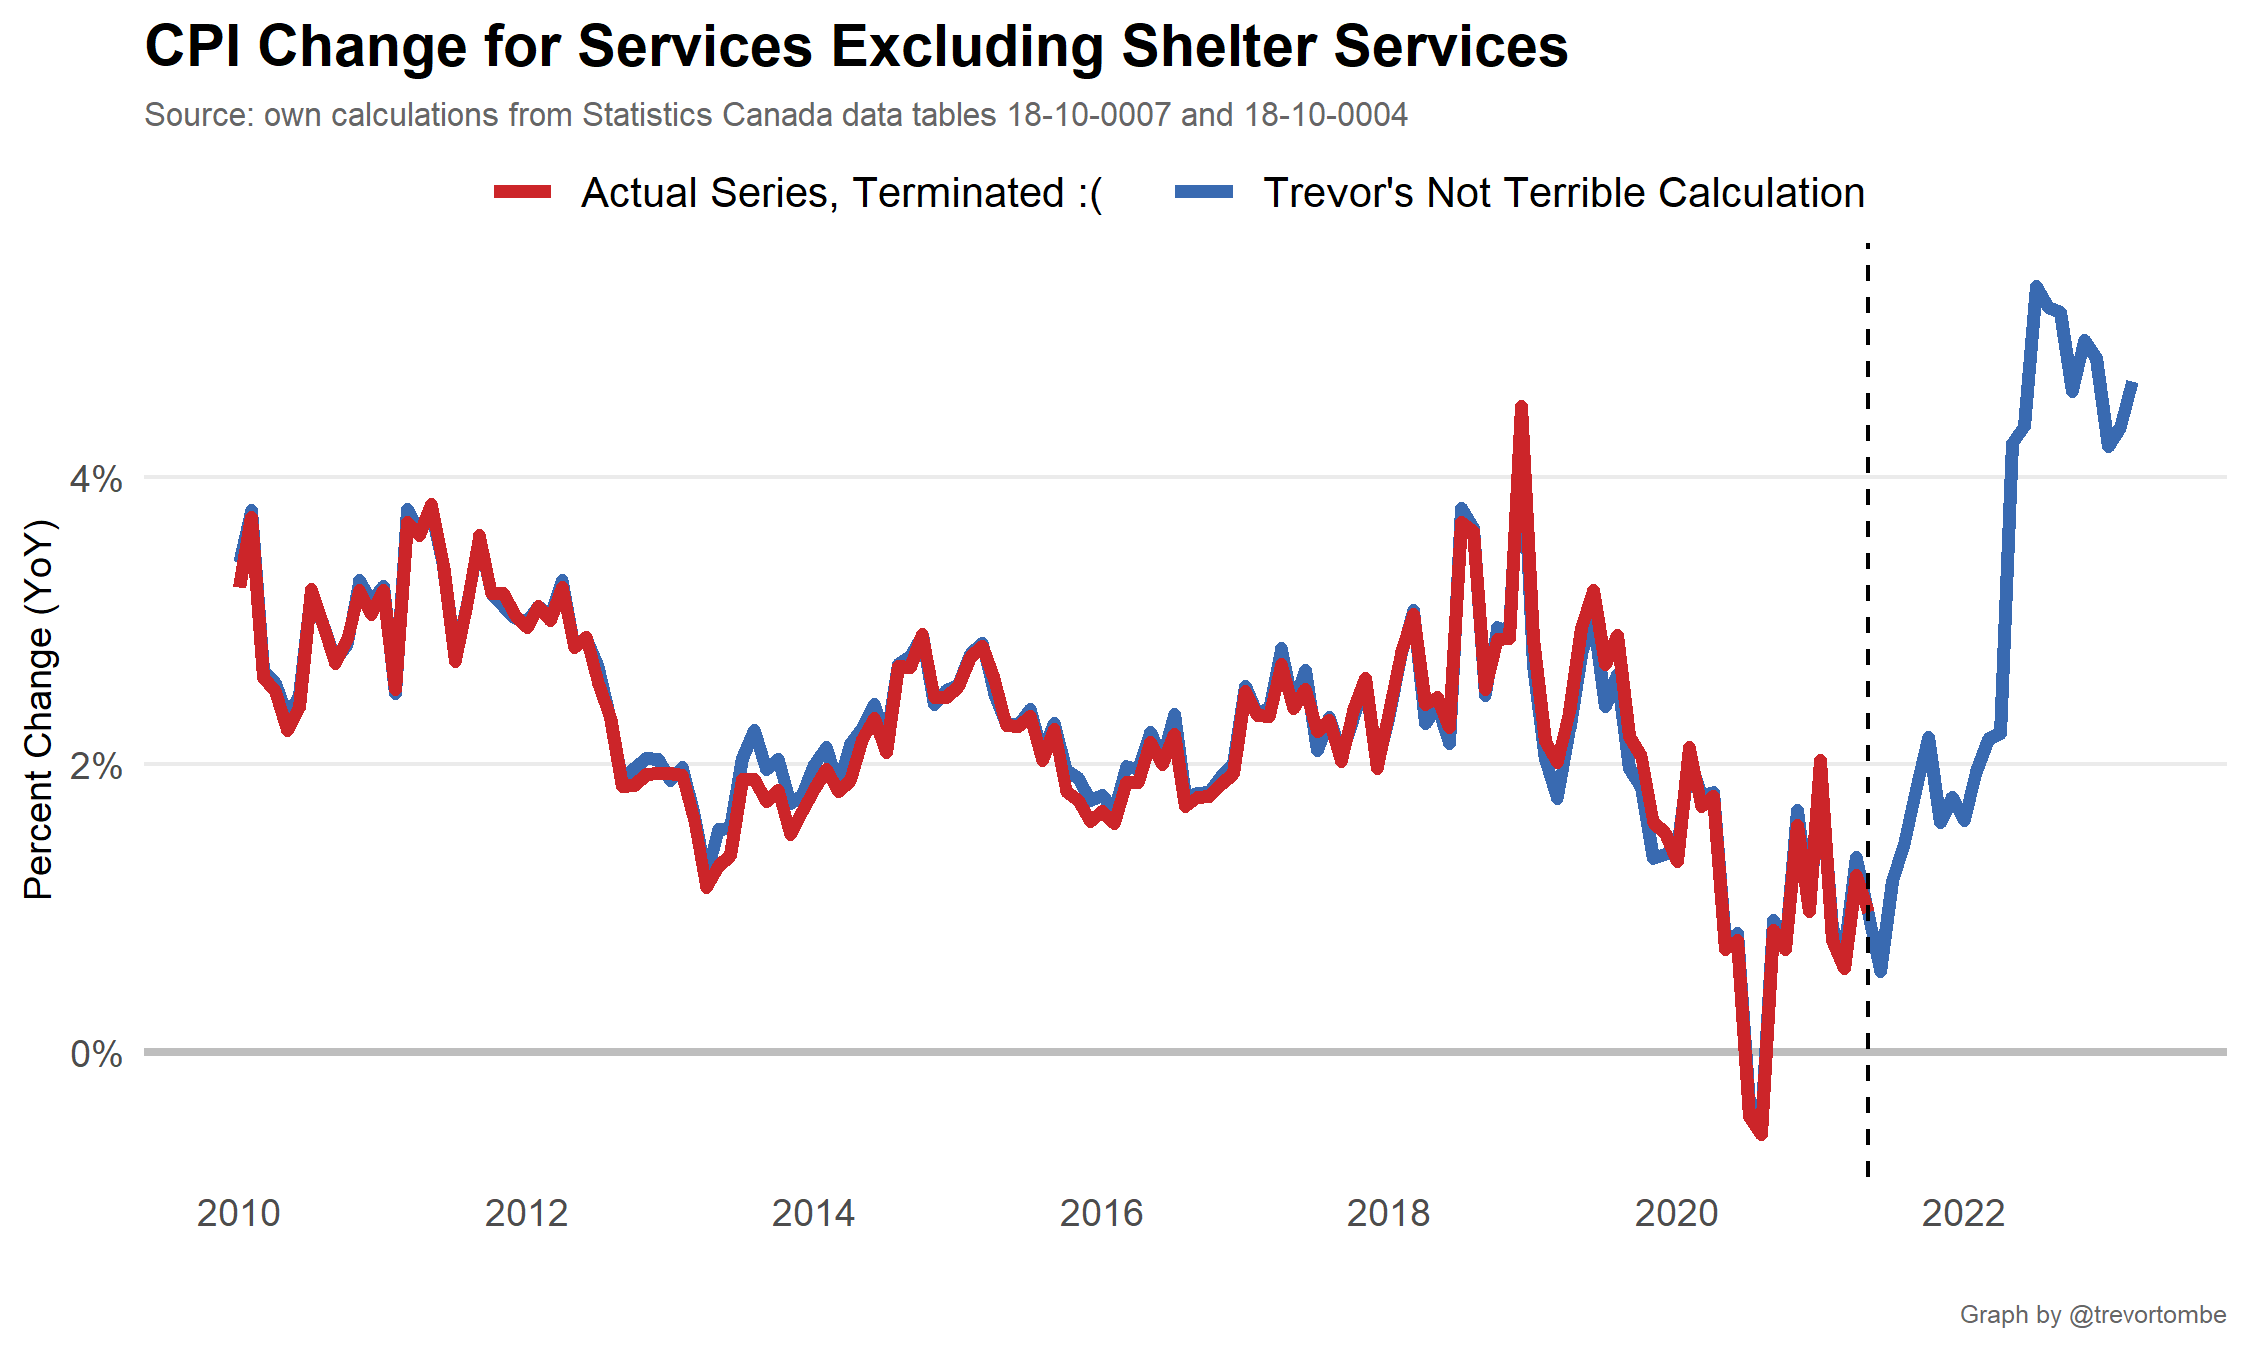 CPI Change for Services Excluding Shelter Services
Source: own calculations from Statistics Canada data tables 18-10-0007 and 18-10-0004
Actual Series, Terminated :(
Trevor's Not Terrible Calculation
Percent Change (YoY)
4%
2%
0%
2010
2012
2014
2016
2018
2020
2022
Graph by @trevortombe